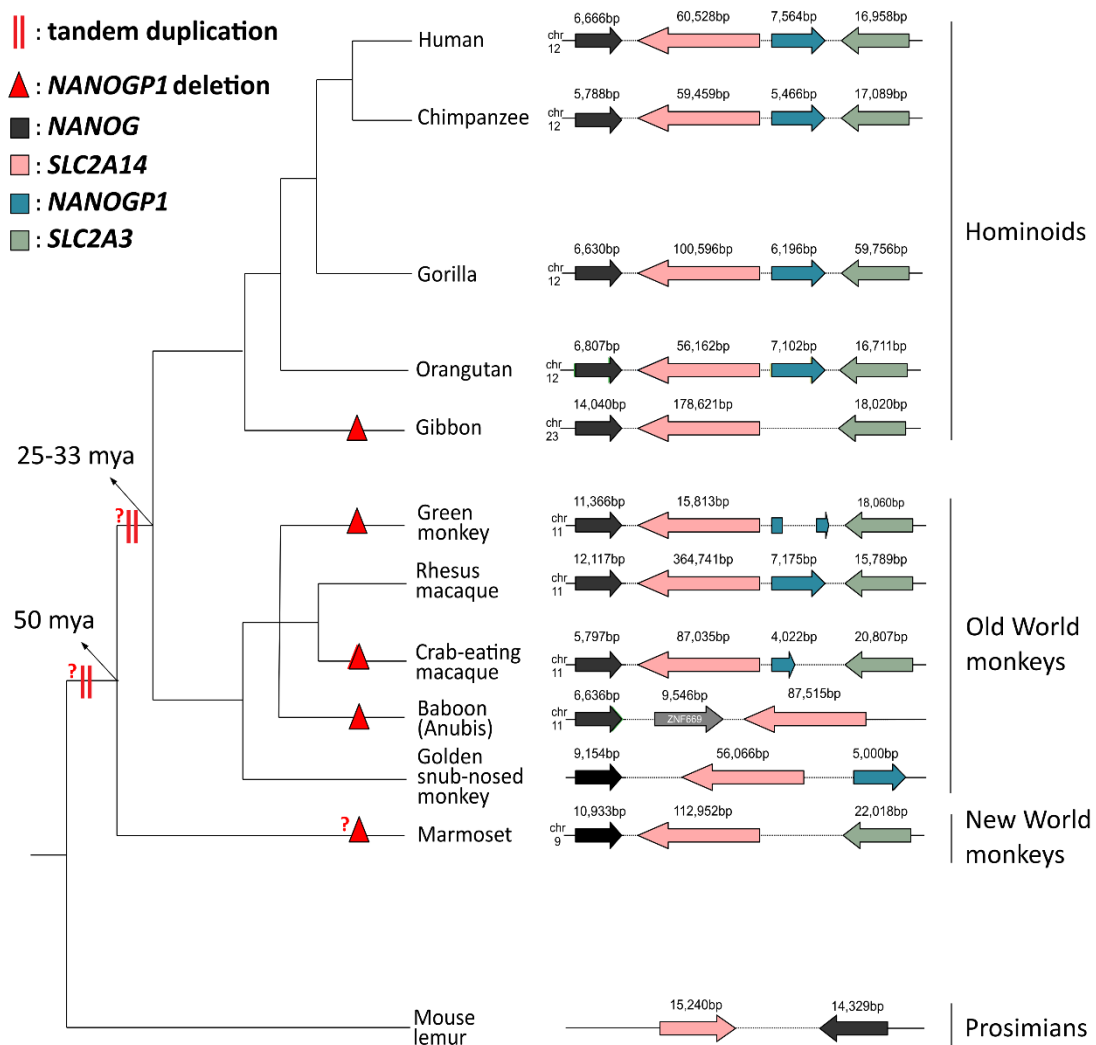 : tandem duplication
: NANOGP1 deletion
: NANOG
: SLC2A14
: NANOGP1
: SLC2A3
25-33 mya
?
50 mya
?
?
Human
chr
12
6,666bp
60,528bp
7,564bp
16,958bp
Chimpanzee
chr
12
5,788bp
59,459bp
5,466bp
17,089bp
Gorilla
chr
12
6,630bp
100,596bp
6,196bp
59,756bp
Orangutan
chr
12
6,807bp
56,162bp
7,102bp
16,711bp
Gibbon
chr
23
14,040bp
178,621bp
18,020bp
Hominoids
Green
monkey
chr
11
11,366bp
15,813bp
18,060bp
Rhesus
macaque
chr
11
12,117bp
364,741bp
7,175bp
15,789bp
Crab-eating
macaque
chr
11
5,797bp
87,035bp
4,022bp
20,807bp
Baboon
(Anubis)
chr
11
6,636bp
9,546bp
ZNF669
87,515bp
Golden
snub-nosed
monkey
9,154bp
56,066bp
5,000bp
Old World
monkeys
Marmoset
chr
9
10,933bp
112,952bp
22,018bp
New World
monkeys
Mouse
lemur
15,240bp
14,329bp
Prosimians